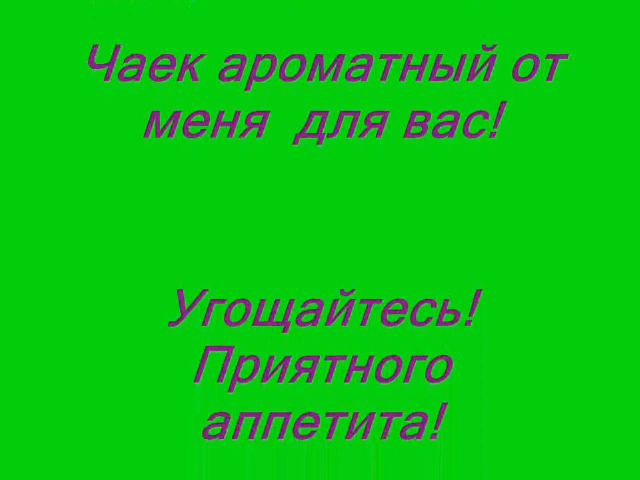 Чаек ароматный от
меня для вас!
Угощайтесь!
Приятного
аппетита!